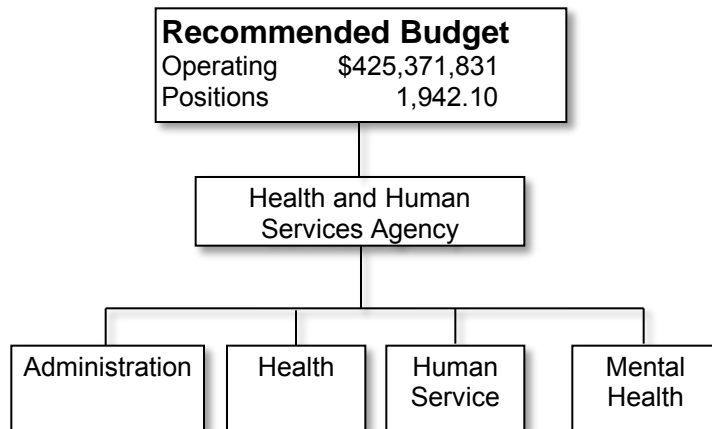 Recommended Budget
Operating $425,371,831
Positions 1,942.10
Health and Human
Services Agency
Administration
Health
Human
Service
Mental
Health